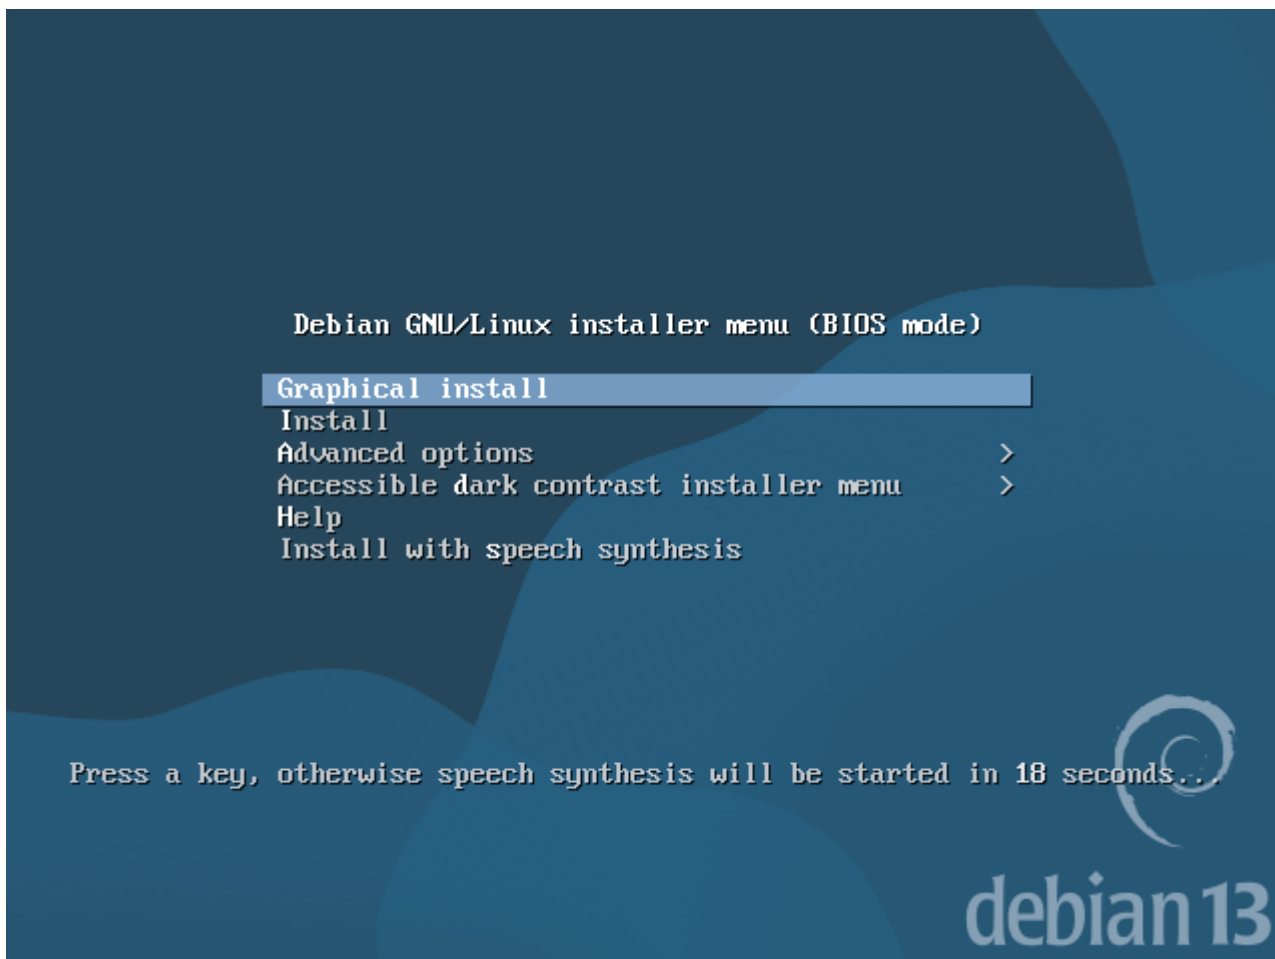 Debian GNU/Linux installer menu (BIOS mode)
Graphical install
Install
Advanced options >
Accessible dark contrast installer menu >
Help
Install with speech synthesis
Press a key, otherwise speech synthesis will be started in 18 seconds...
debian 13